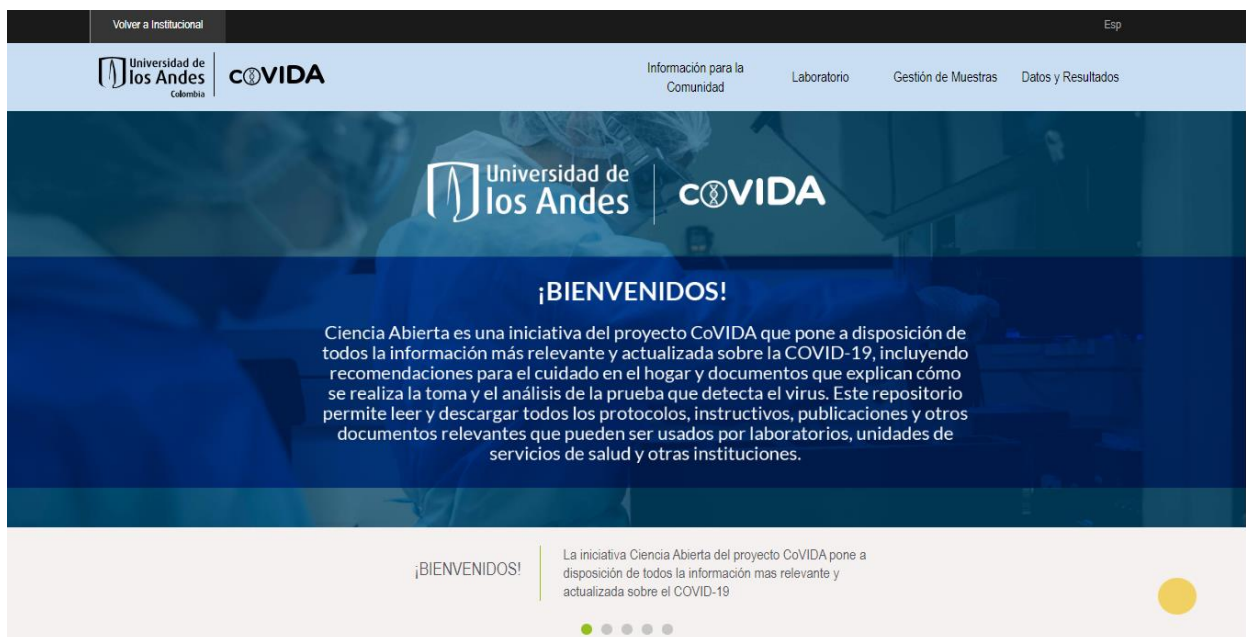 Volver a Institucional
Esp
Universidad de
los Andes
Colombia
COVIDA
Información para la
Comunidad
Laboratorio
Gestión de Muestras
Datos y Resultados
Universidad de
los Andes
COVIDA
¡BIENVENIDOS!
Ciencia Abierta es una iniciativa del proyecto CoVIDA que pone a disposición de
todos la información más relevante y actualizada sobre la COVID-19, incluyendo
recomendaciones para el cuidado en el hogar y documentos que explican cómo
se realiza la toma y el análisis de la prueba que detecta el virus. Este repositorio
permite leer y descargar todos los protocolos, instructivos, publicaciones y otros
documentos relevantes que pueden ser usados por laboratorios, unidades de
servicios de salud y otras instituciones.
¡BIENVENIDOS!
La iniciativa Ciencia Abierta del proyecto CoVIDA pone a
disposición de todos la información mas relevante y
actualizada sobre el COVID-19